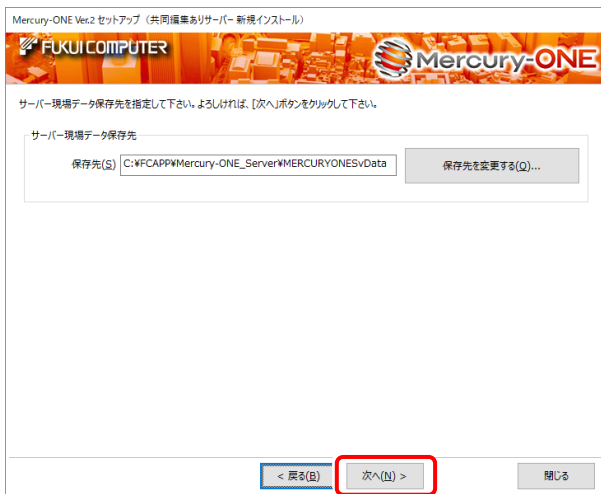 Mercury-ONE Ver.2 セットアップ（共同編集ありサーバー 新規インストール）
FUKUI COMPUTER
Mercury-ONE
サーバー現場データ保存先を指定して下さい。よろしければ、[次へ]ボタンをクリックして下さい。
サーバー現場データ保存先
保存先(S) C:¥FCAPP¥Mercury-ONE_Server¥MERCURYONESvData 保存先を変更する(O)...
< 戻る(B) 次へ(N) > 閉じる